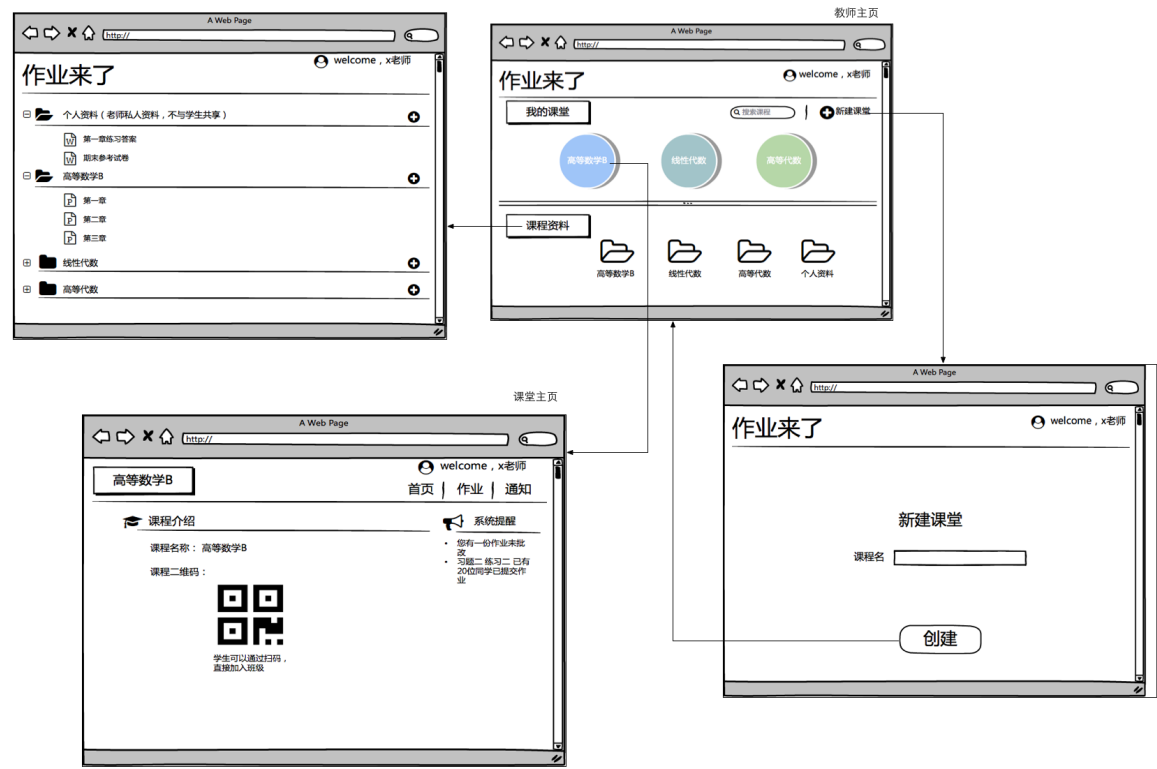 教师主页
A Web Page
http://
welcome，x老师
作业来了
个人资料（老师私人资料，不与学生共享）
第一章练习答案
期末参考试卷
高等数学B
第一章
第二章
第三章
线性代数
高等代数
A Web Page
http://
welcome，x老师
作业来了
我的课堂
搜索课程
新建课堂
高等数学B
线性代数
高等代数
课程资料
高等数学B
线性代数
高等代数
个人资料
课堂主页
A Web Page
http://
welcome，x老师
高等数学B
首页
作业
通知
课程介绍
课程名称：高等数学B
课程二维码：
学生可以通过扫码，
直接加入班级
系统提醒
• 您有一份作业未批
改
• 习题二 练习二 已有
20位同学已提交作
业
A Web Page
http://
welcome，x老师
作业来了
新建课堂
课程名
创建